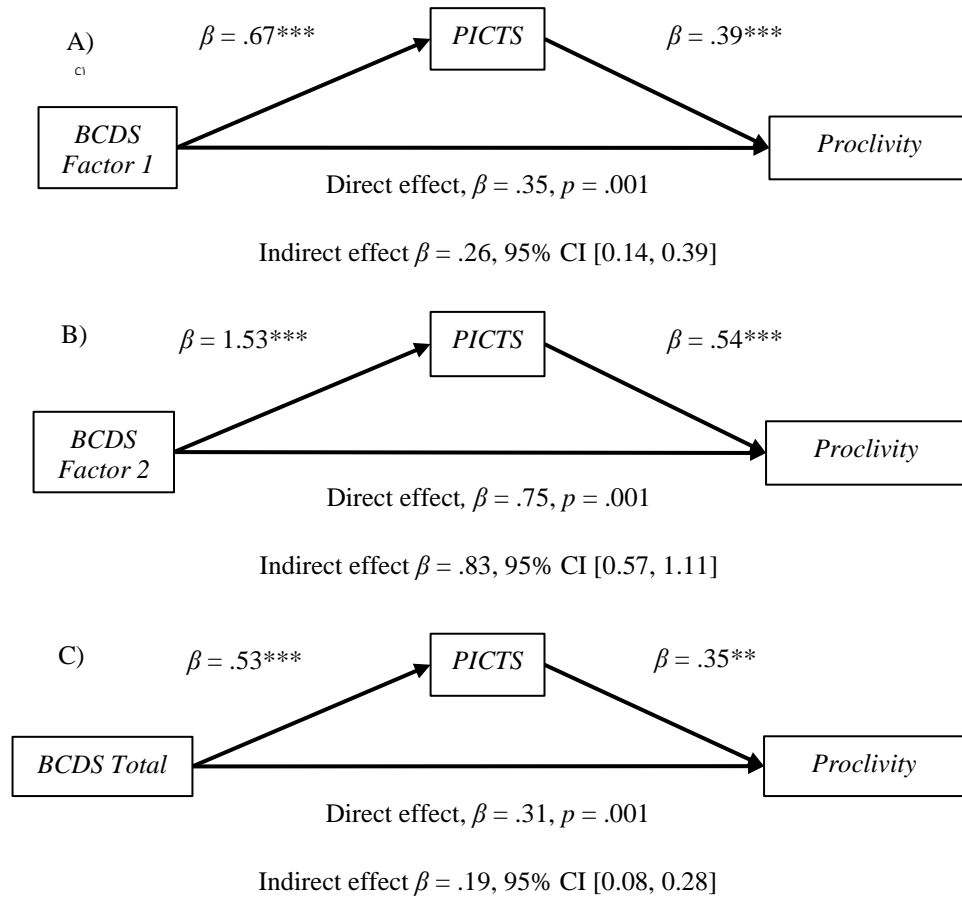 A)
β = .67***
PICTS
β = .39***
C)
BCDS
Factor 1
Proclivity
Direct effect, β = .35, p = .001
Indirect effect β = .26, 95% CI [0.14, 0.39]
B)
β = 1.53***
PICTS
β = .54***
BCDS
Factor 2
Proclivity
Direct effect, β = .75, p = .001
Indirect effect β = .83, 95% CI [0.57, 1.11]
C)
β = .53***
PICTS
β = .35**
BCDS Total
Proclivity
Direct effect, β = .31, p = .001
Indirect effect β = .19, 95% CI [0.08, 0.28]